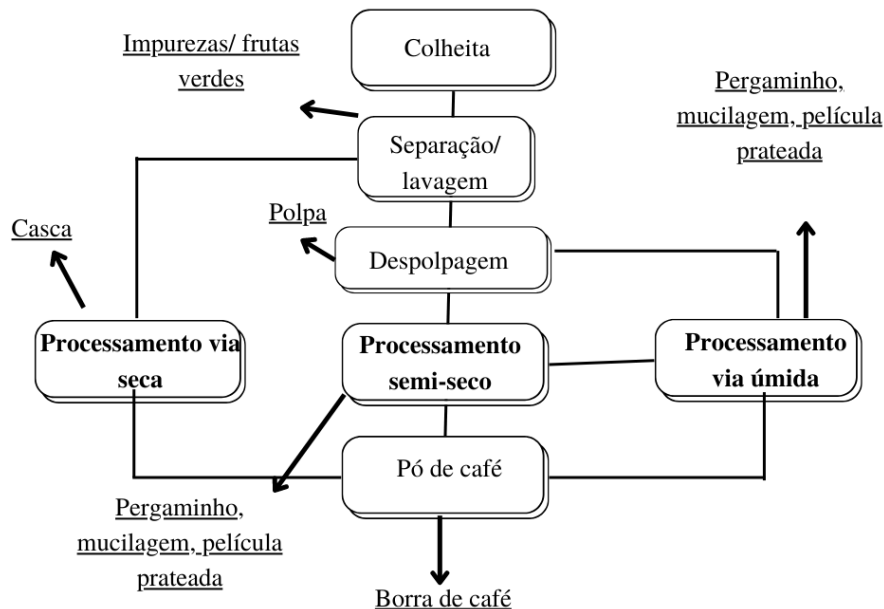 Colheita
Impurezas/ frutas
verdes
Pergaminho,
mucilagem, película
prateada
Separação/
lavagem
Polpa
Casca
Despolpagem
Processamento via
seca
Processamento
semi-seco
Processamento
via úmida
Pó de café
Pergaminho,
mucilagem, película
prateada
Borra de café